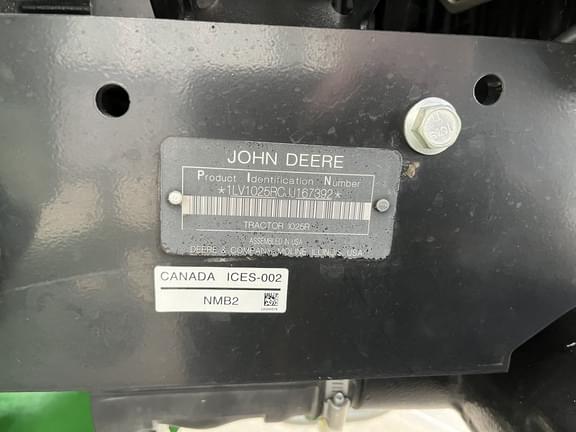 JOHN DEERE
Product Identification Number
*1LV1025RCJJ167392*
TRACTOR 1025R
ASSEMBLED IN USA
DEERE & COMPANY MOLINE ILLINOIS USA
CANADA ICES-002
NMB2